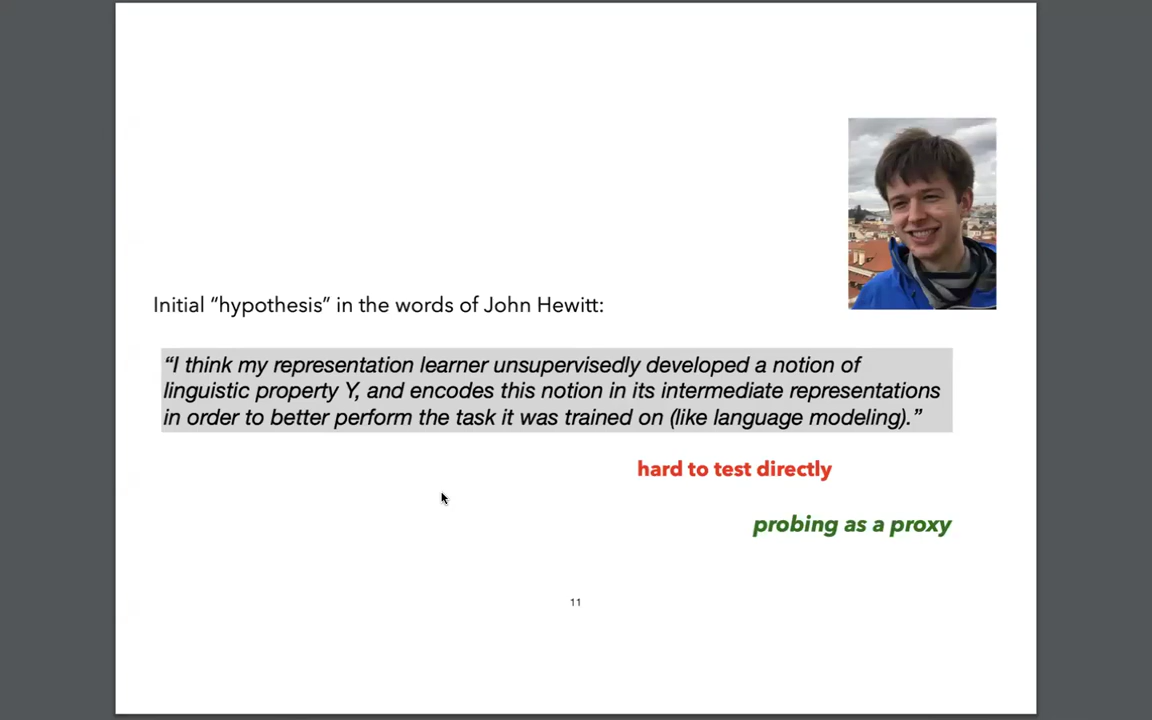 Initial “hypothesis” in the words of John Hewitt:
“I think my representation learner unsupervisedly developed a notion of
linguistic property Y, and encodes this notion in its intermediate representations
in order to better perform the task it was trained on (like language modeling).”
hard to test directly
probing as a proxy
11